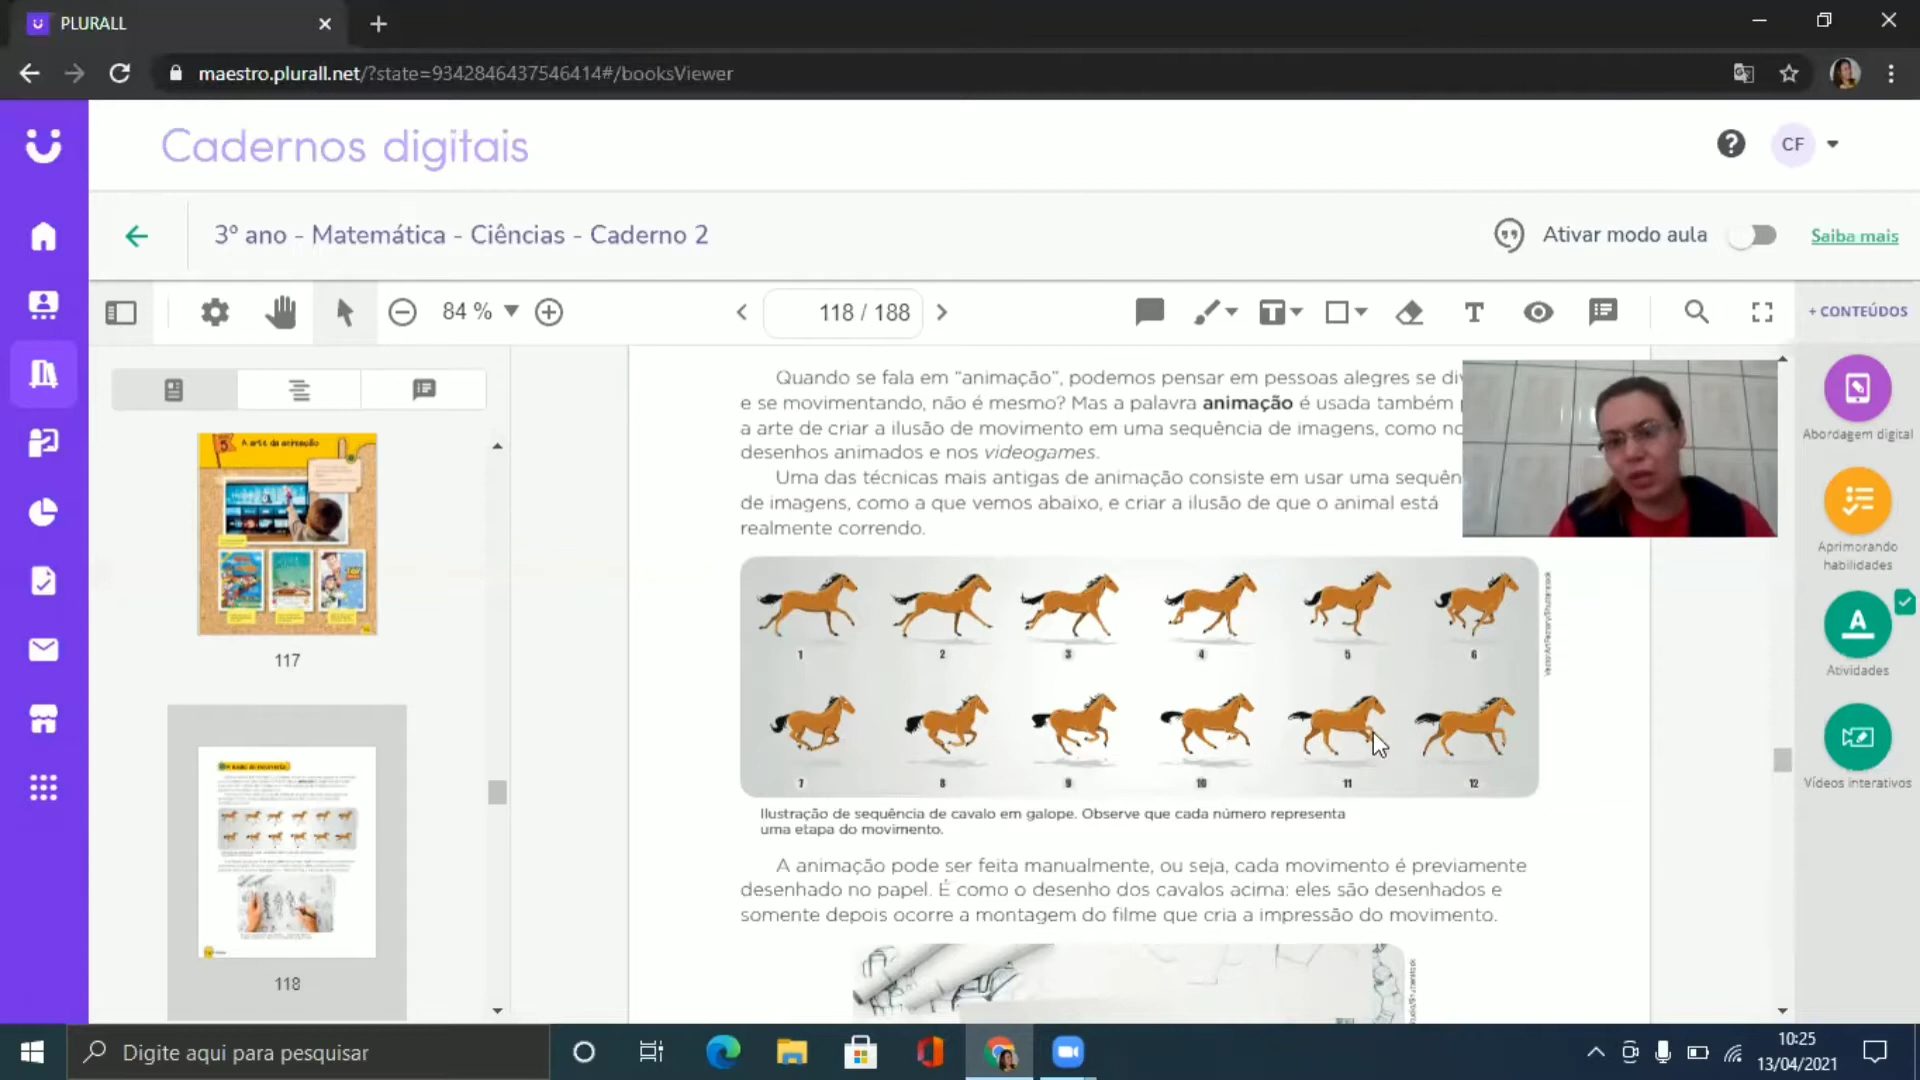 PLURALL
maestro.plurall.net/?state=9342846437546414#/booksViewer
Cadernos digitais
CF
3º ano - Matemática - Ciências - Caderno 2
Ativar modo aula
Saiba mais
84 %
118 / 188
+ CONTEÚDOS
A arte da animação
117
118
Quando se fala em “animação”, podemos pensar em pessoas alegres se di
e se movimentando, não é mesmo? Mas a palavra animação é usada também
a arte de criar a ilusão de movimento em uma sequência de imagens, como no
desenhos animados e nos videogames.
Uma das técnicas mais antigas de animação consiste em usar uma sequên
de imagens, como a que vemos abaixo, e criar a ilusão de que o animal está
realmente correndo.
1 2 3 4 5 6
7 8 9 10 11 12
Ilustração de sequência de cavalo em galope. Observe que cada número representa
uma etapa do movimento.
A animação pode ser feita manualmente, ou seja, cada movimento é previamente
desenhado no papel. É como o desenho dos cavalos acima: eles são desenhados e
somente depois ocorre a montagem do filme que cria a impressão do movimento.
Abordagem digital
Aprimorando
habilidades
Atividades
Vídeos interativos
Digite aqui para pesquisar
10:25
13/04/2021